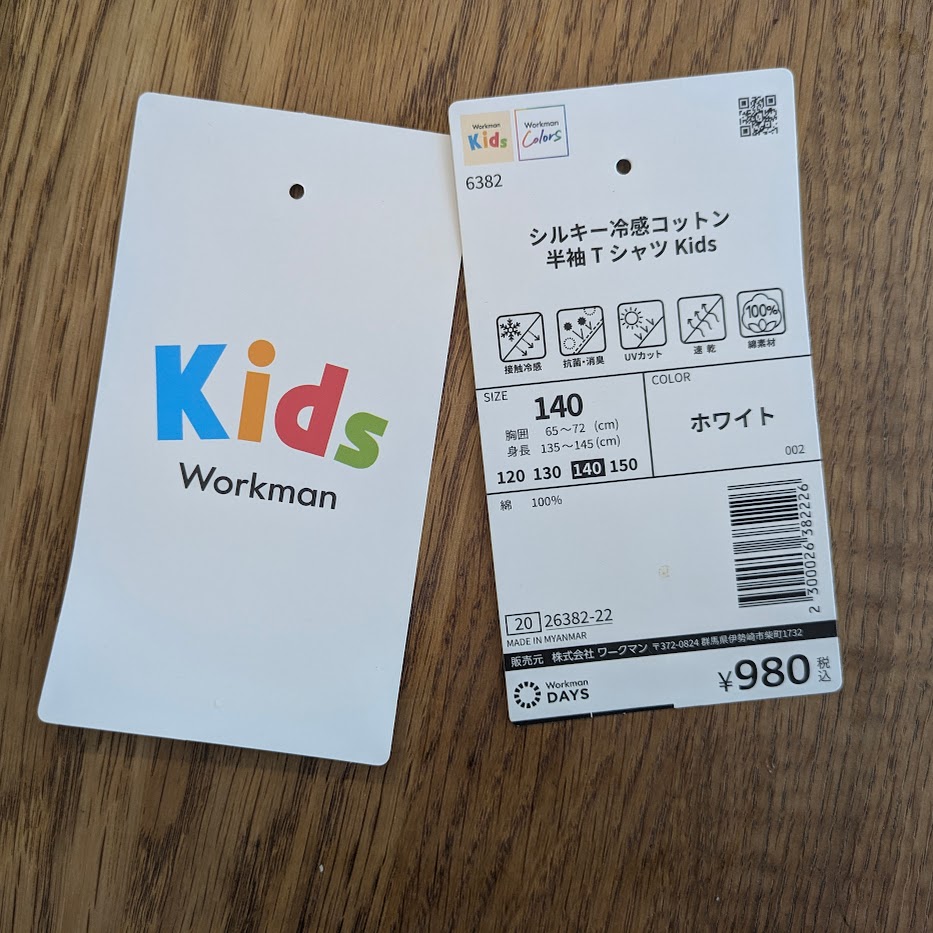 Kids
Workman
Workman
Kids
Workman
Colors
6382
シルキー冷感コットン
半袖 T シャツ Kids
接触冷感
抗菌・消臭
UVカット
速 乾
100%
綿素材
SIZE
140
胸囲 65～72 (cm)
身長 135～145 (cm)
120 130 140 150
COLOR
ホワイト
002
綿 100%
2 300026 382226
20 26382-22
MADE IN MYANMAR
販売元 株式会社 ワークマン 〒372-0824 群馬県伊勢崎市柴町1732
Workman
DAYS
¥980 税込